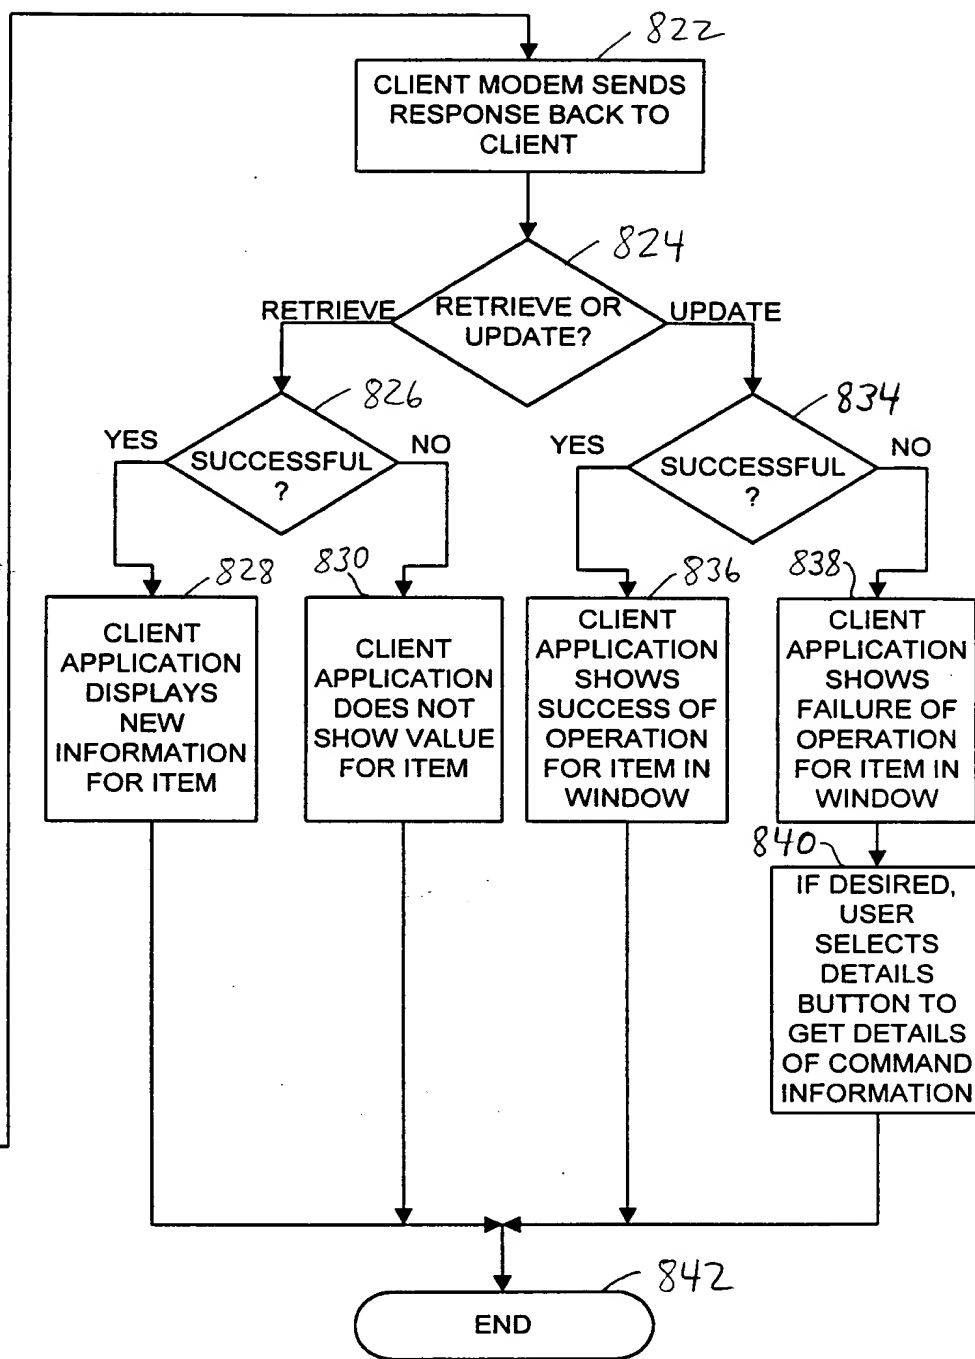 822
CLIENT MODEM SENDS
RESPONSE BACK TO
CLIENT
824
RETRIEVE
RETRIEVE OR
UPDATE?
UPDATE
826
834
YES
SUCCESSFUL
?
NO
YES
SUCCESSFUL
?
NO
828
CLIENT
APPLICATION
DISPLAYS
NEW
INFORMATION
FOR ITEM
830
CLIENT
APPLICATION
DOES NOT
SHOW VALUE
FOR ITEM
836
CLIENT
APPLICATION
SHOWS
SUCCESS OF
OPERATION
FOR ITEM IN
WINDOW
838
CLIENT
APPLICATION
SHOWS
FAILURE OF
OPERATION
FOR ITEM IN
WINDOW
840
IF DESIRED,
USER
SELECTS
DETAILS
BUTTON TO
GET DETAILS
OF COMMAND
INFORMATION
842
END